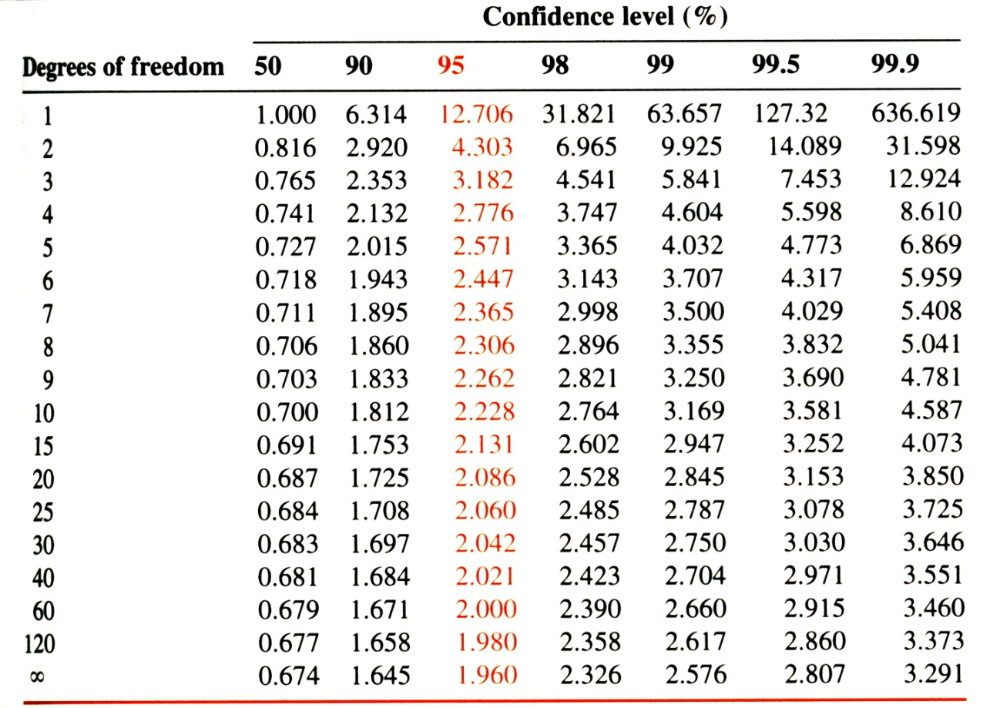 Confidence level (%)
Degrees of freedom 50 90 95 98 99 99.5 99.9
1 1.000 6.314 12.706 31.821 63.657 127.32 636.619
2 0.816 2.920 4.303 6.965 9.925 14.089 31.598
3 0.765 2.353 3.182 4.541 5.841 7.453 12.924
4 0.741 2.132 2.776 3.747 4.604 5.598 8.610
5 0.727 2.015 2.571 3.365 4.032 4.773 6.869
6 0.718 1.943 2.447 3.143 3.707 4.317 5.959
7 0.711 1.895 2.365 2.998 3.500 4.029 5.408
8 0.706 1.860 2.306 2.896 3.355 3.832 5.041
9 0.703 1.833 2.262 2.821 3.250 3.690 4.781
10 0.700 1.812 2.228 2.764 3.169 3.581 4.587
15 0.691 1.753 2.131 2.602 2.947 3.252 4.073
20 0.687 1.725 2.086 2.528 2.845 3.153 3.850
25 0.684 1.708 2.060 2.485 2.787 3.078 3.725
30 0.683 1.697 2.042 2.457 2.750 3.030 3.646
40 0.681 1.684 2.021 2.423 2.704 2.971 3.551
60 0.679 1.671 2.000 2.390 2.660 2.915 3.460
120 0.677 1.658 1.980 2.358 2.617 2.860 3.373
∞ 0.674 1.645 1.960 2.326 2.576 2.807 3.291